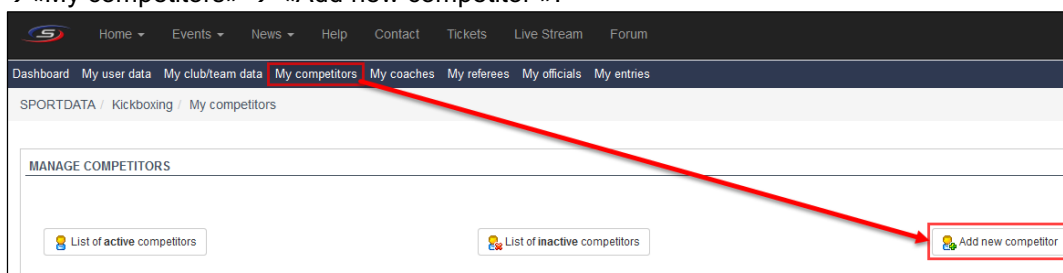 → «My competitors» → «Add new competitor »:
S Home Events News Help Contact Tickets Live Stream Forum
Dashboard My user data My club/team data My competitors My coaches My referees My officials My entries
SPORTDATA / Kickboxing / My competitors
MANAGE COMPETITORS
List of active competitors List of inactive competitors Add new competitor